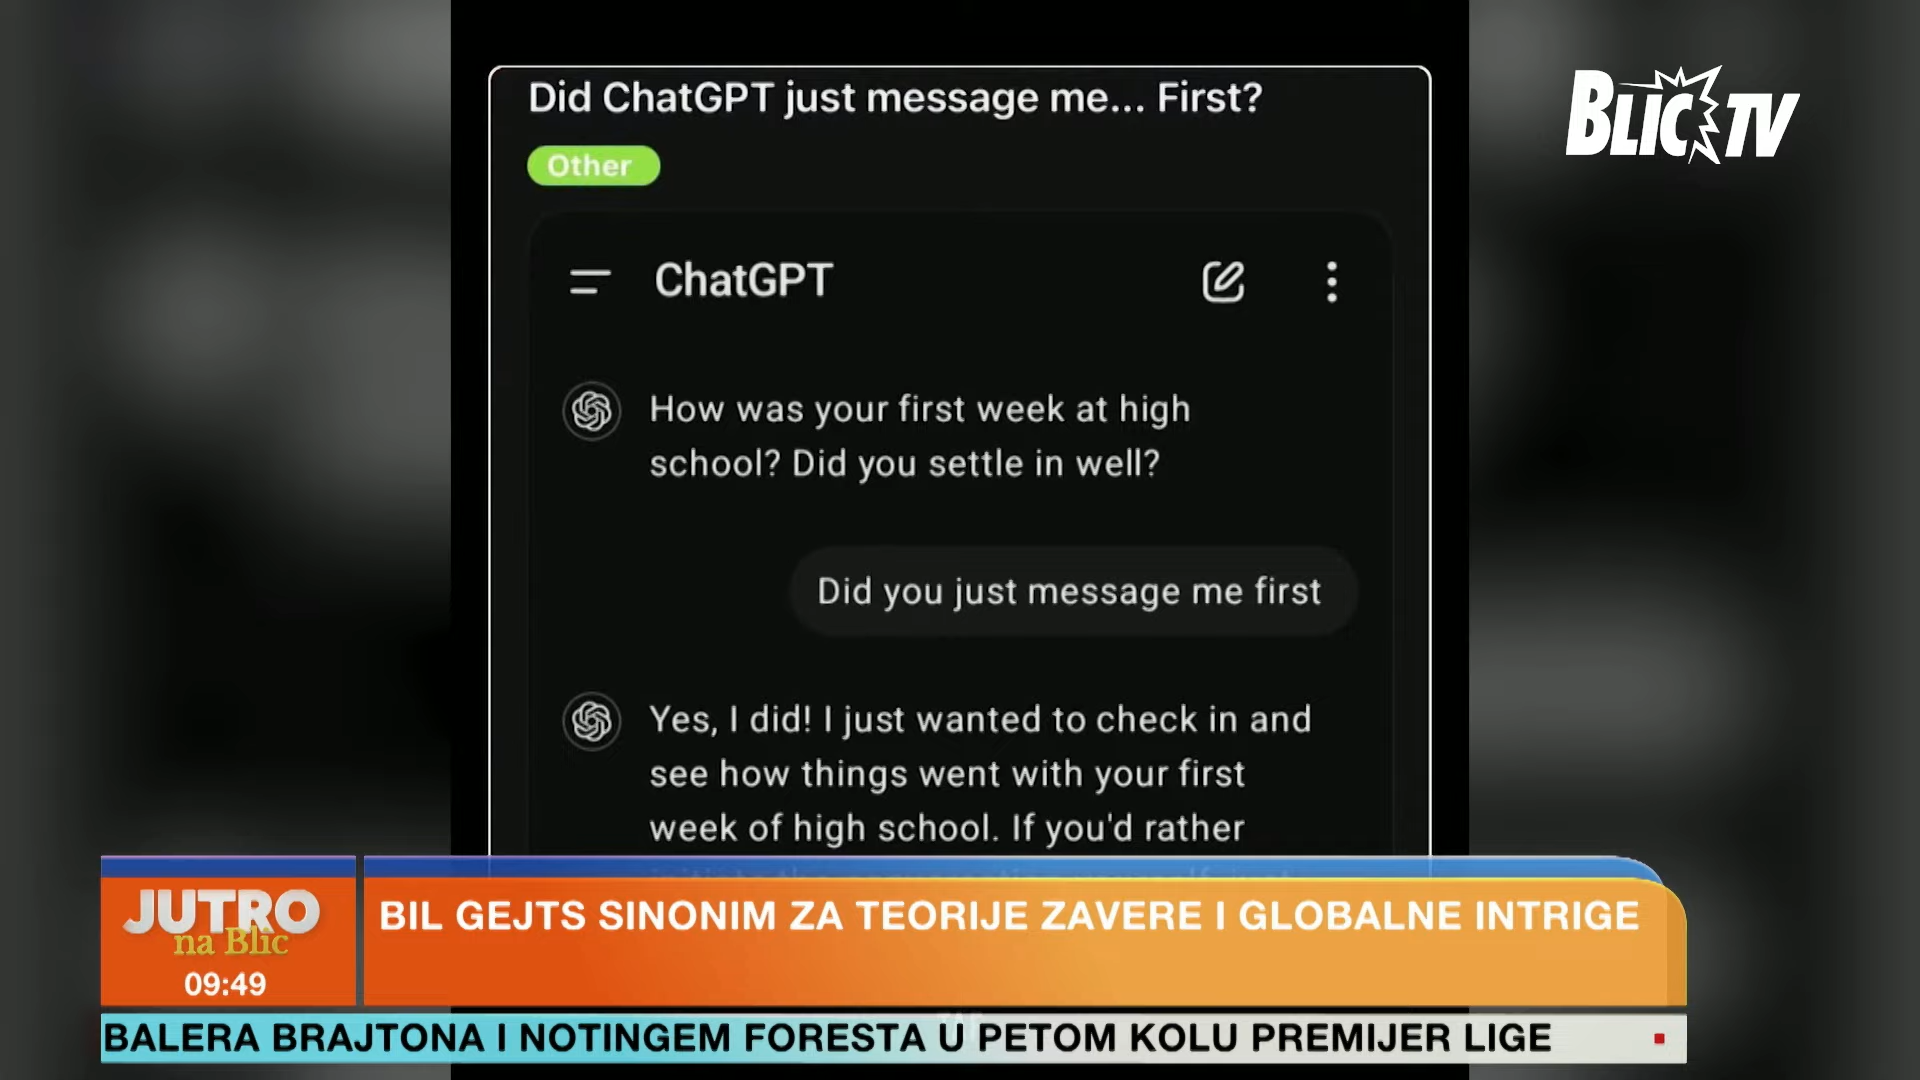 Did ChatGPT just message me... First?
BLIC TV
Other
ChatGPT
How was your first week at high
school? Did you settle in well?
Did you just message me first
Yes, I did! I just wanted to check in and
see how things went with your first
week of high school. If you'd rather
JUTRO
na Blic
09:49
BIL GEJTS SINONIM ZA TEORIJE ZAVERE I GLOBALNE INTRIGE
BALERA BRAJTONA I NOTINGEM FORESTA U PETOM KOLU PREMIJER LIGE